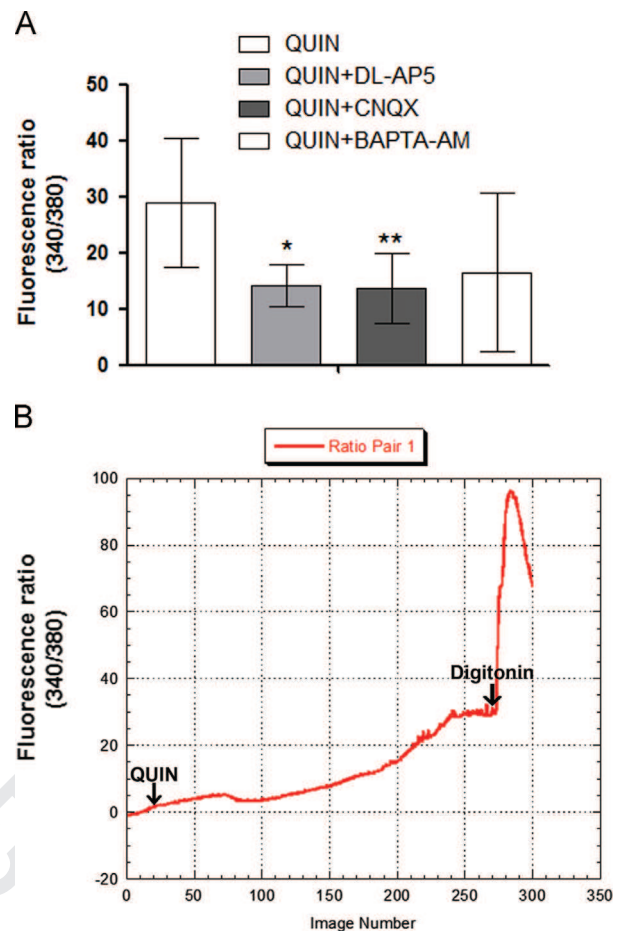 A
QUIN
QUIN+DL-AP5
QUIN+CNQX
QUIN+BAPTA-AM
Fluorescence ratio
(340/380)
50
40
30
20
10
0
*
**
B
Ratio Pair 1
Fluorescence ratio
(340/380)
100
80
60
40
20
0
-20
QUIN
Digitonin
0
50
100
150
200
250
300
350
Image Number